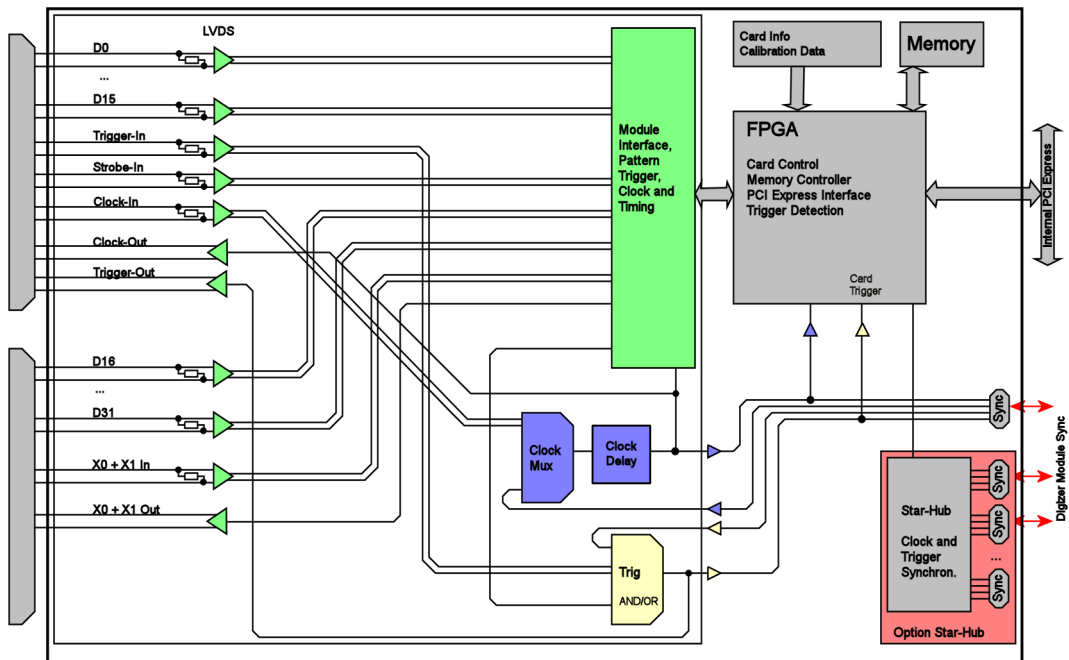 LVDS
D0
...
D15
Trigger-In
Strobe-In
Clock-In
Clock-Out
Trigger-Out
D16
...
D31
X0 + X1 In
X0 + X1 Out
Module
Interface,
Pattern
Trigger,
Clock and
Timing
Card Info
Calibration Data
Memory
FPGA
Card Control
Memory Controller
PCI Express Interface
Trigger Detection
Card
Trigger
Internal PCI Express
Clock
Mux
Clock
Delay
Trig
AND/OR
Sync
Sync
Sync
...
Sync
Star-Hub
Clock and
Trigger
Synchron.
Option Star-Hub
Digizer Module Sync